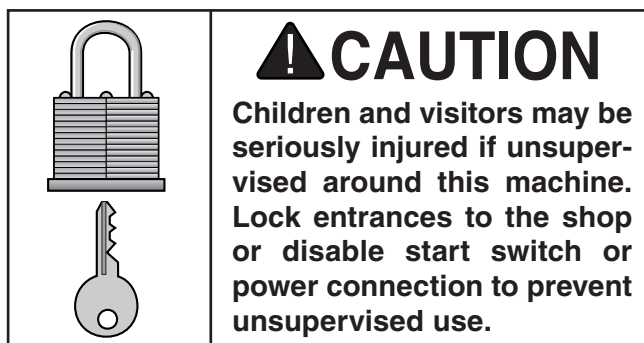 CAUTION
Children and visitors may be
seriously injured if unsuper-
vised around this machine.
Lock entrances to the shop
or disable start switch or
power connection to prevent
unsupervised use.